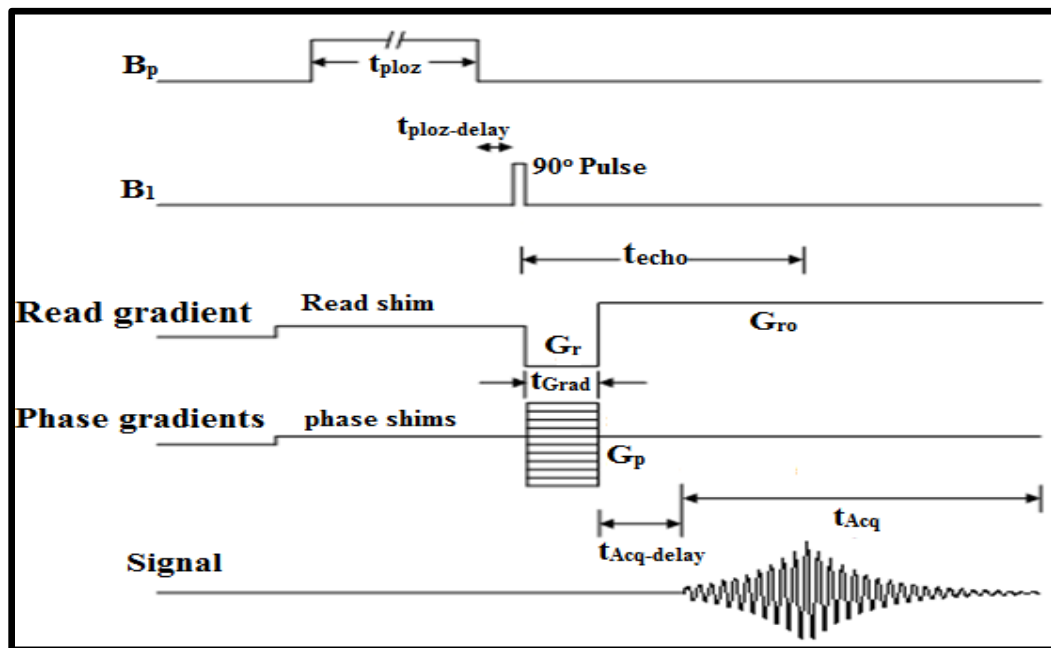 Bp
tploz
tploz-delay
90o Pulse
B1
techo
Read shim
Read gradient
Gro
Gr
tGrad
Phase gradients
phase shims
Gp
tAcq
tAcq-delay
Signal